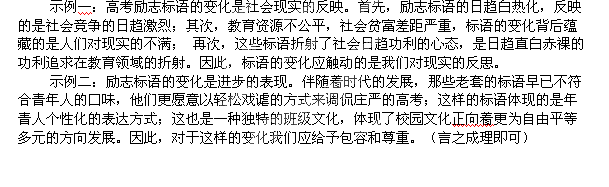 示例一：高考励志标语的变化是社会现实的反映。首先，励志标语的日趋白热化，反映
的是社会竞争的日趋激烈；其次，教育资源不公平，社会贫富差距严重，标语的变化背后蕴
藏的是人们对现实的不满； 再次，这些标语折射了社会日趋功利的心态，是日趋直白赤裸的
功利追求在教育领域的折射。因此，标语的变化应触动的是我们对现实的反思。
示例二：励志标语的变化是进步的表现。伴随着时代的发展，那些老套的标语早已不符
合青年人的口味，他们更愿意以轻松戏谑的方式来调侃庄严的高考；这样的标语体现的是年
青人个性化的表达方式；这也是一种独特的班级文化，体现了校园文化正向着更为自由平等
多元的方向发展。因此，对于这样的变化我们应给予包容和尊重。（言之成理即可）